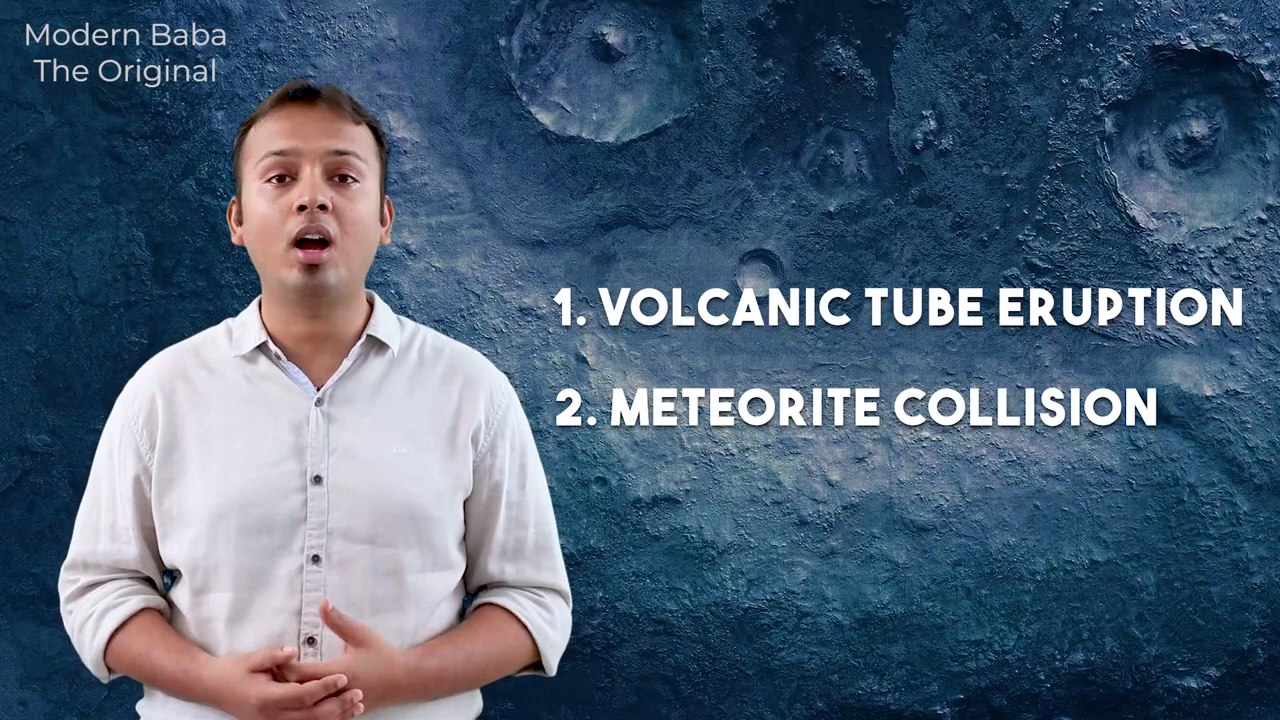 Modern Baba
The Original
1. VOLCANIC TUBE ERUPTION
2. METEORITE COLLISION